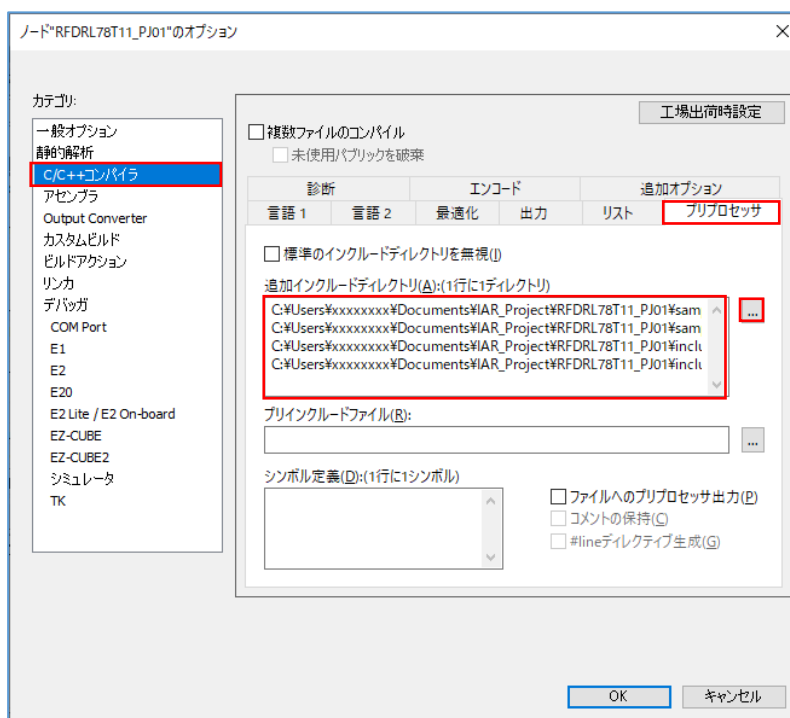 ノード"RFDRL78T11_PJ01"のオプション
カテゴリ:
一般オプション
静的解析
C/C++コンパイラ
アセンブラ
Output Converter
カスタムビルド
ビルドアクション
リンカ
デバッガ
COM Port
E1
E2
E20
E2 Lite / E2 On-board
EZ-CUBE
EZ-CUBE2
シミュレータ
TK
工場出荷時設定
複数ファイルのコンパイル
未使用パブリックを破棄
診断 エンコード 追加オプション
言語 1 言語 2 最適化 出力 リスト プリプロセッサ
標準のインクルードディレクトリを無視(I)
追加インクルードディレクトリ(A):(1行に1ディレクトリ)
C:¥Users¥xxxxxxxx¥Documents¥IAR_Project¥RFDRL78T11_PJ01¥sam
C:¥Users¥xxxxxxxx¥Documents¥IAR_Project¥RFDRL78T11_PJ01¥sam
C:¥Users¥xxxxxxxx¥Documents¥IAR_Project¥RFDRL78T11_PJ01¥inclu
C:¥Users¥xxxxxxxx¥Documents¥IAR_Project¥RFDRL78T11_PJ01¥inclu
...
プリインクルードファイル(R):
...
シンボル定義(D):(1行に1シンボル)
ファイルへのプリプロセッサ出力(P)
コメントの保持(C)
#lineディレクティブ生成(G)
OK キャンセル